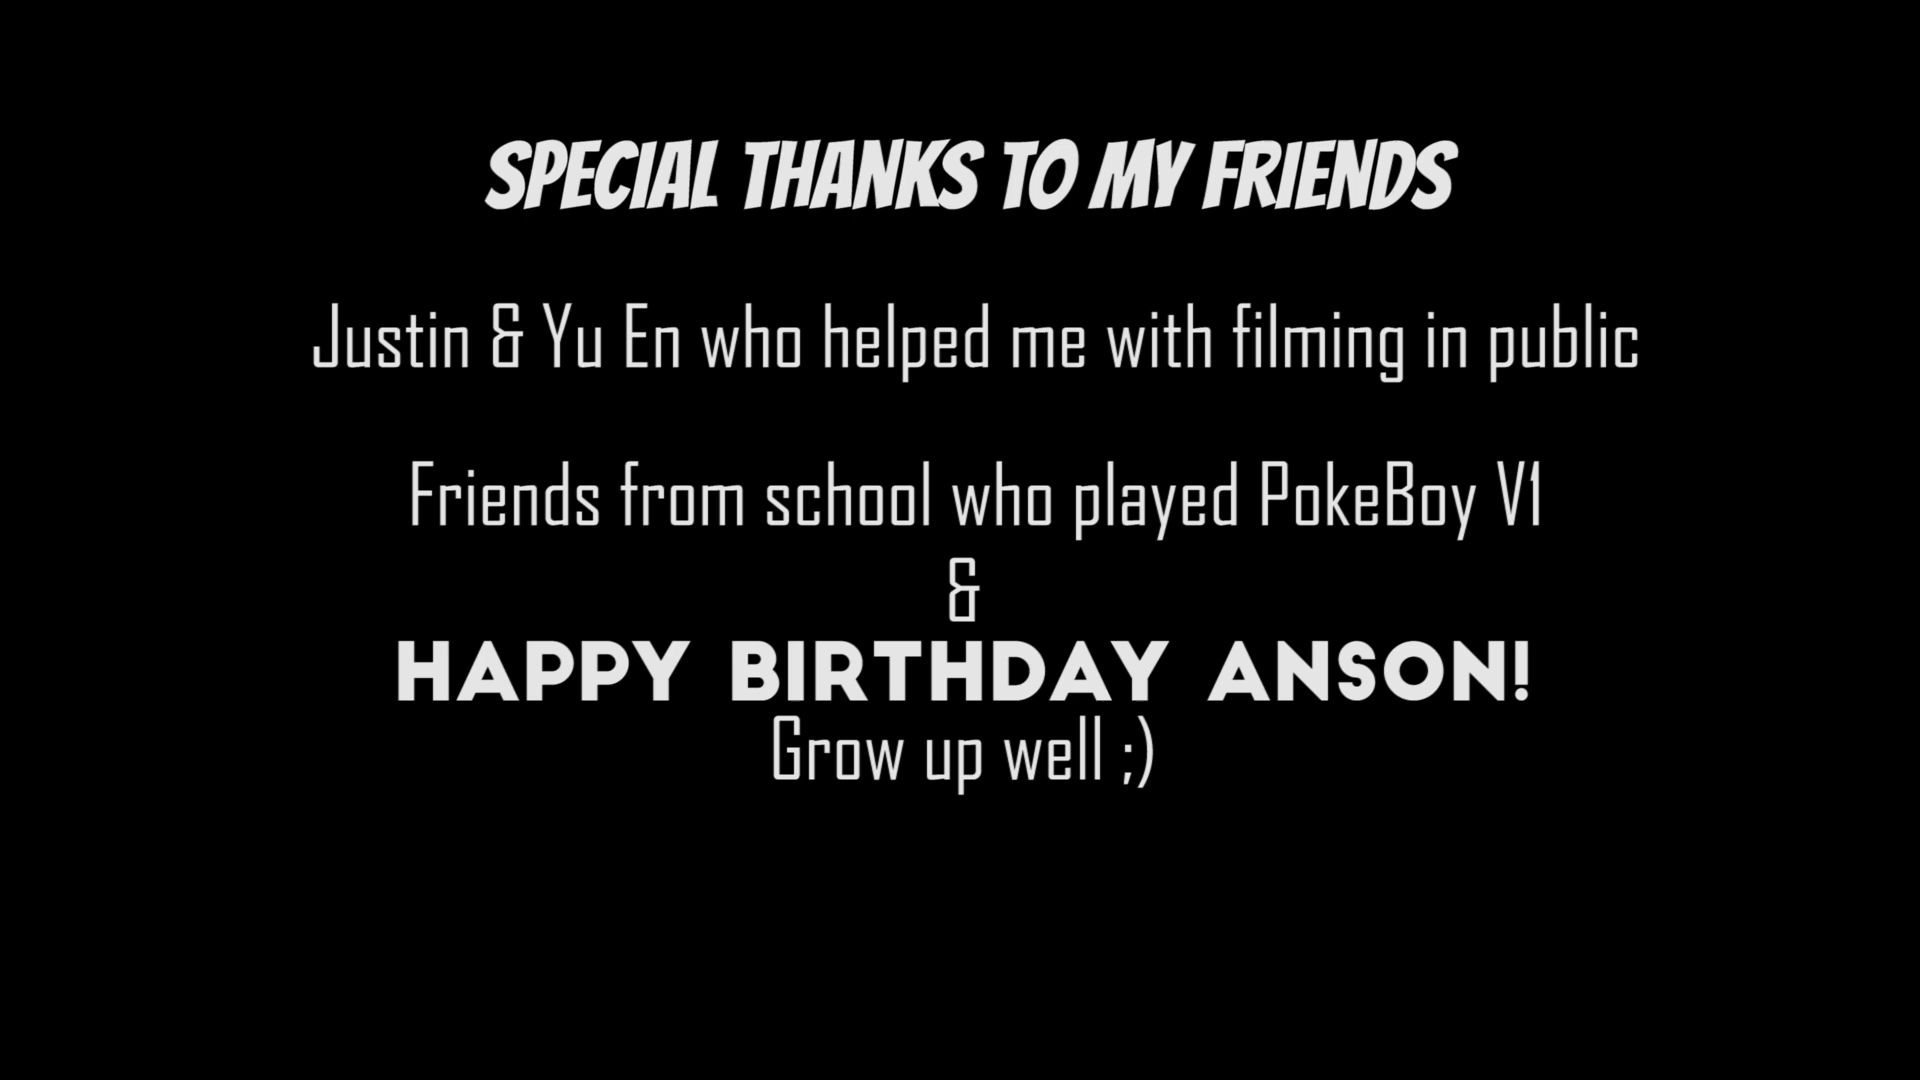 SPECIAL THANKS TO MY FRIENDS
Justin & Yu En who helped me with filming in public
Friends from school who played PokeBoy V1
&
HAPPY BIRTHDAY ANSON!
Grow up well ;)